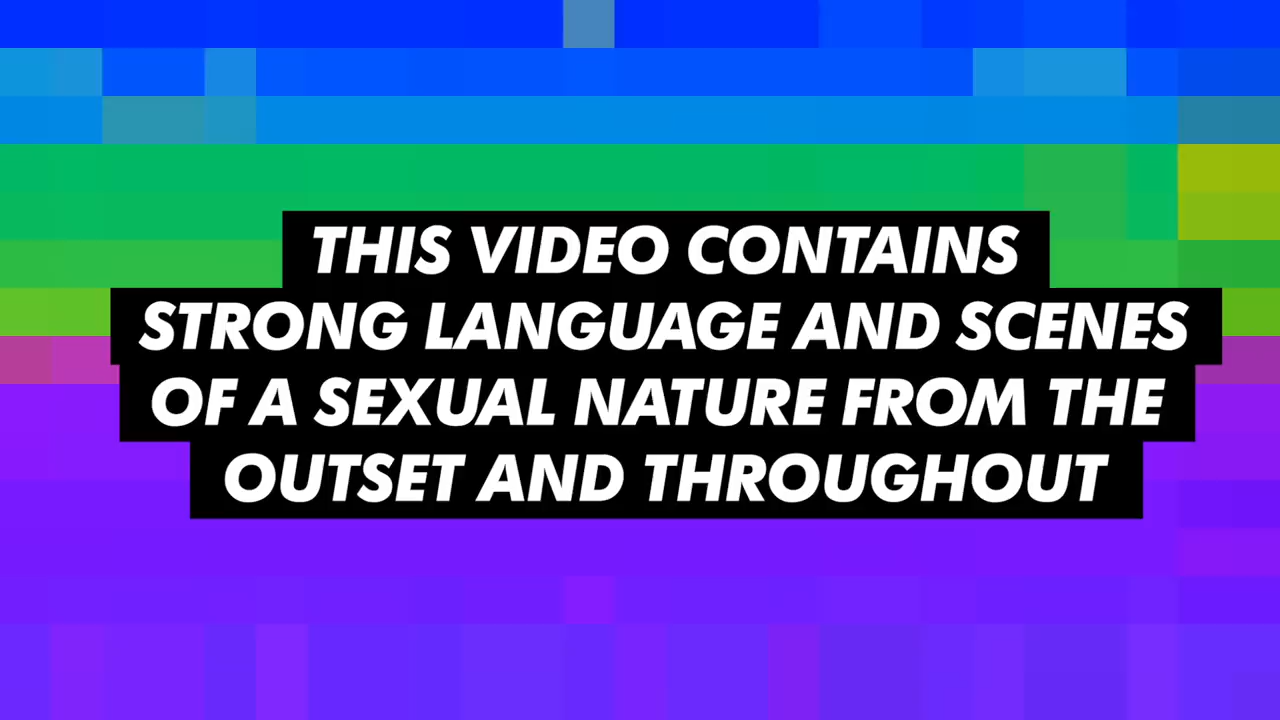 THIS VIDEO CONTAINS
STRONG LANGUAGE AND SCENES
OF A SEXUAL NATURE FROM THE
OUTSET AND THROUGHOUT